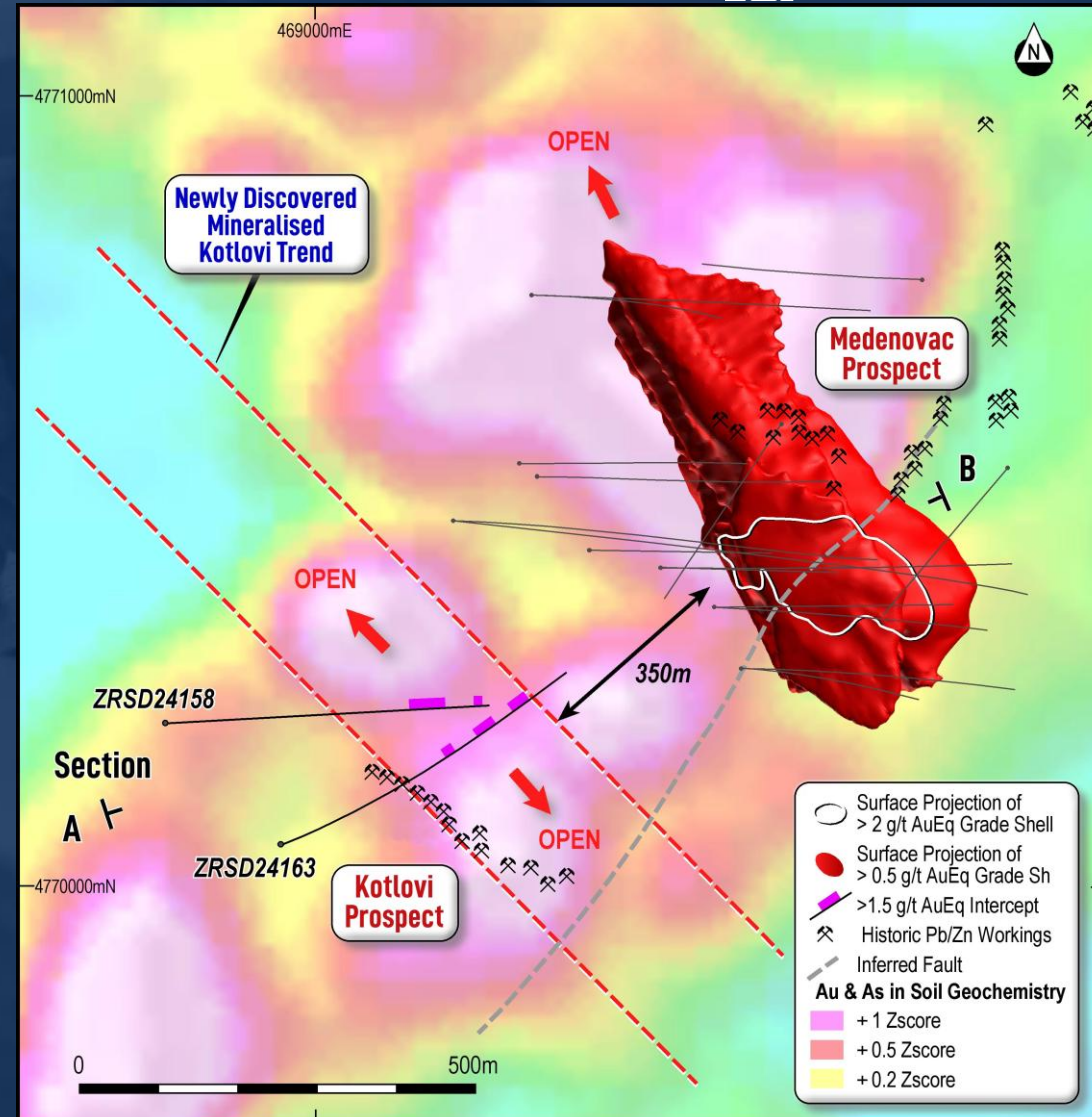 469000mE
N
4771000mN
OPEN
Newly Discovered
Mineralised
Kotlovi Trend
Medenovac
Prospect
B
OPEN
350m
ZRSD24158
Section
A
OPEN
ZRSD24163
4770000mN
Kotlovi
Prospect
Surface Projection of
> 2 g/t AuEq Grade Shell
Surface Projection of
> 0.5 g/t AuEq Grade Sh
>1.5 g/t AuEq Intercept
Historic Pb/Zn Workings
Inferred Fault
Au & As in Soil Geochemistry
+ 1 Zscore
+ 0.5 Zscore
+ 0.2 Zscore
0
500m